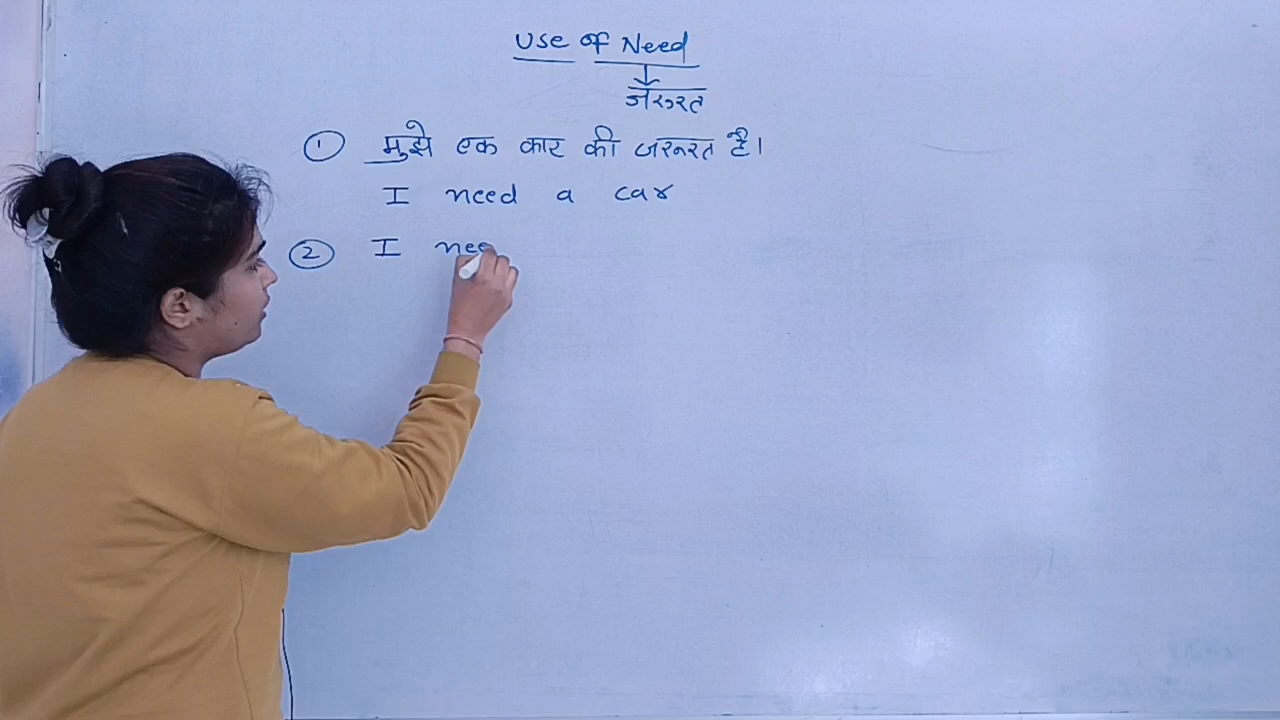 Use of Need
जरुरत
① मुझे एक कार की जरूरत है।
I need a car
② I nee